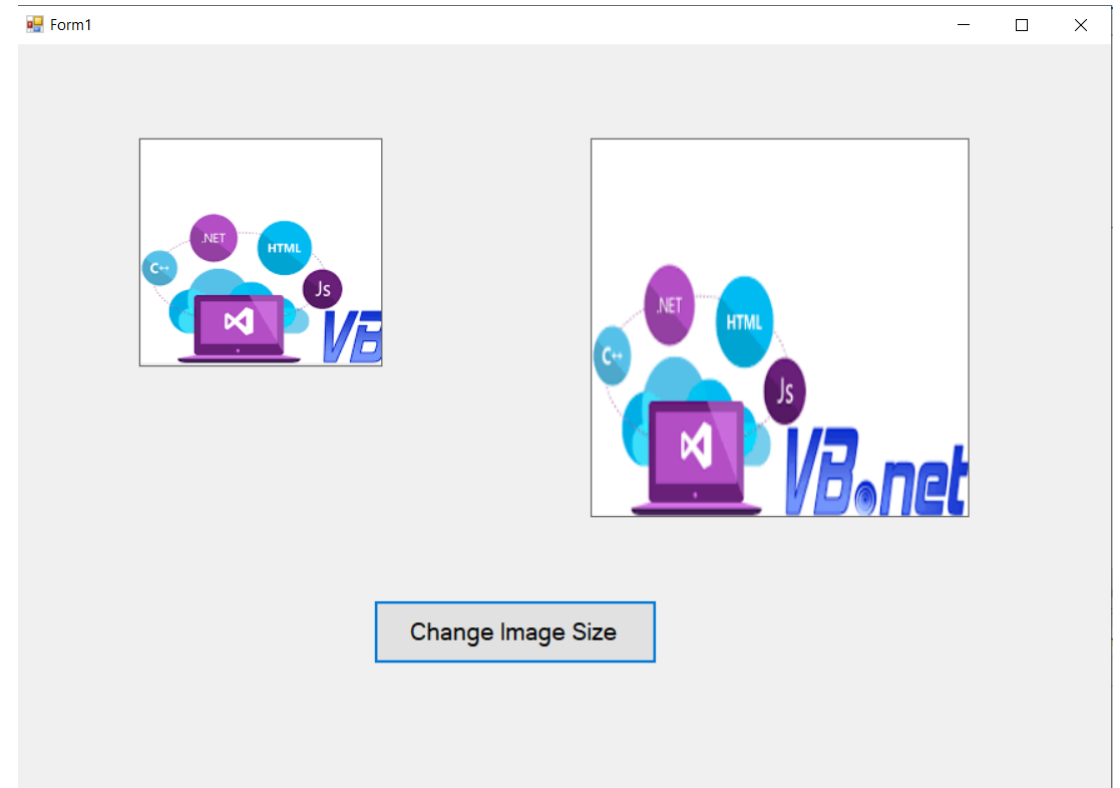 Form1
.NET
HTML
C++
Js
VB
.NET
HTML
C++
Js
VB.net
Change Image Size